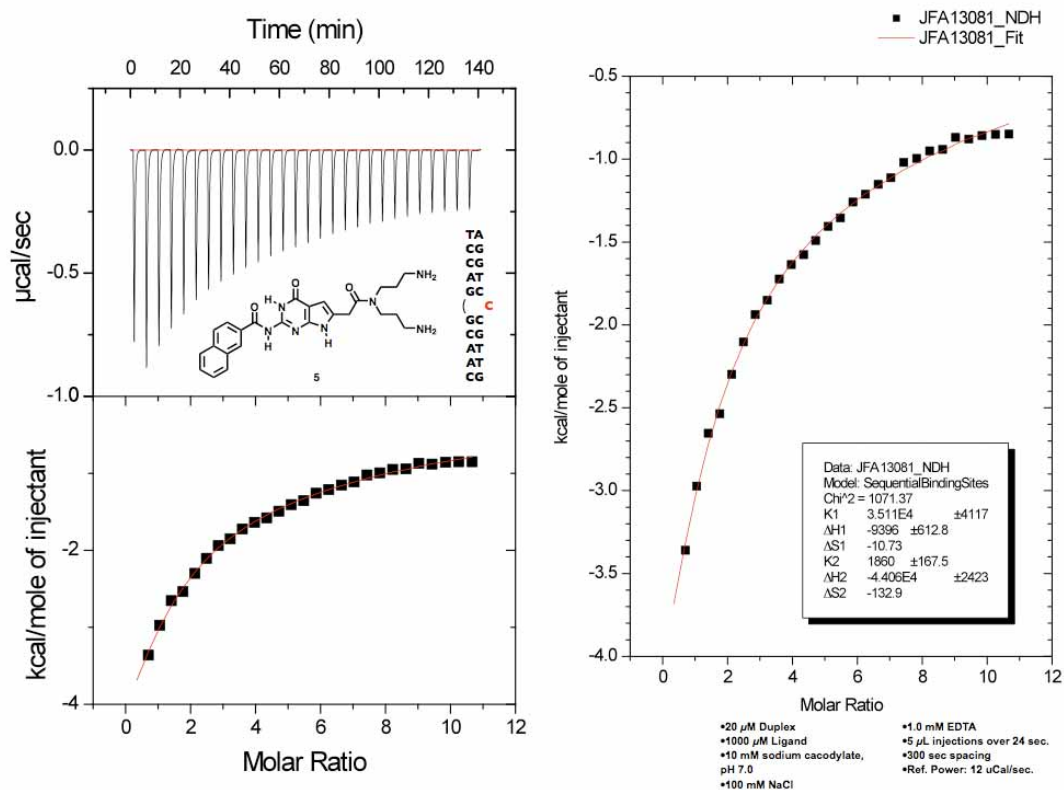 Time (min)
0 20 40 60 80 100 120 140
0.0
-0.5
-1.0
µcal/sec
TA
CG
CG
AT
GC
( C
GC
CG
AT
AT
CG
O
H N
O
N
H
N
N
H
O
N
NH2
NH2
5
-2
-4
kcal/mole of injectant
0 2 4 6 8 10 12
Molar Ratio
JFA13081_NDH
JFA13081_Fit
-0.5
-1.0
-1.5
-2.0
-2.5
-3.0
-3.5
-4.0
kcal/mole of injectant
Data: JFA13081_NDH
Model: SequentialBindingSites
Chi^2 = 1071.37
K1 3.511E4 ±4117
ΔH1 -9396 ±612.8
ΔS1 -10.73
K2 1860 ±167.5
ΔH2 -4.406E4 ±2423
ΔS2 -132.9
0 2 4 6 8 10 12
Molar Ratio
•20 µM Duplex
•1000 µM Ligand
•10 mM sodium cacodylate,
pH 7.0
•100 mM NaCl
•1.0 mM EDTA
•5 µL injections over 24 sec.
•300 sec spacing
•Ref. Power: 12 uCal/sec.